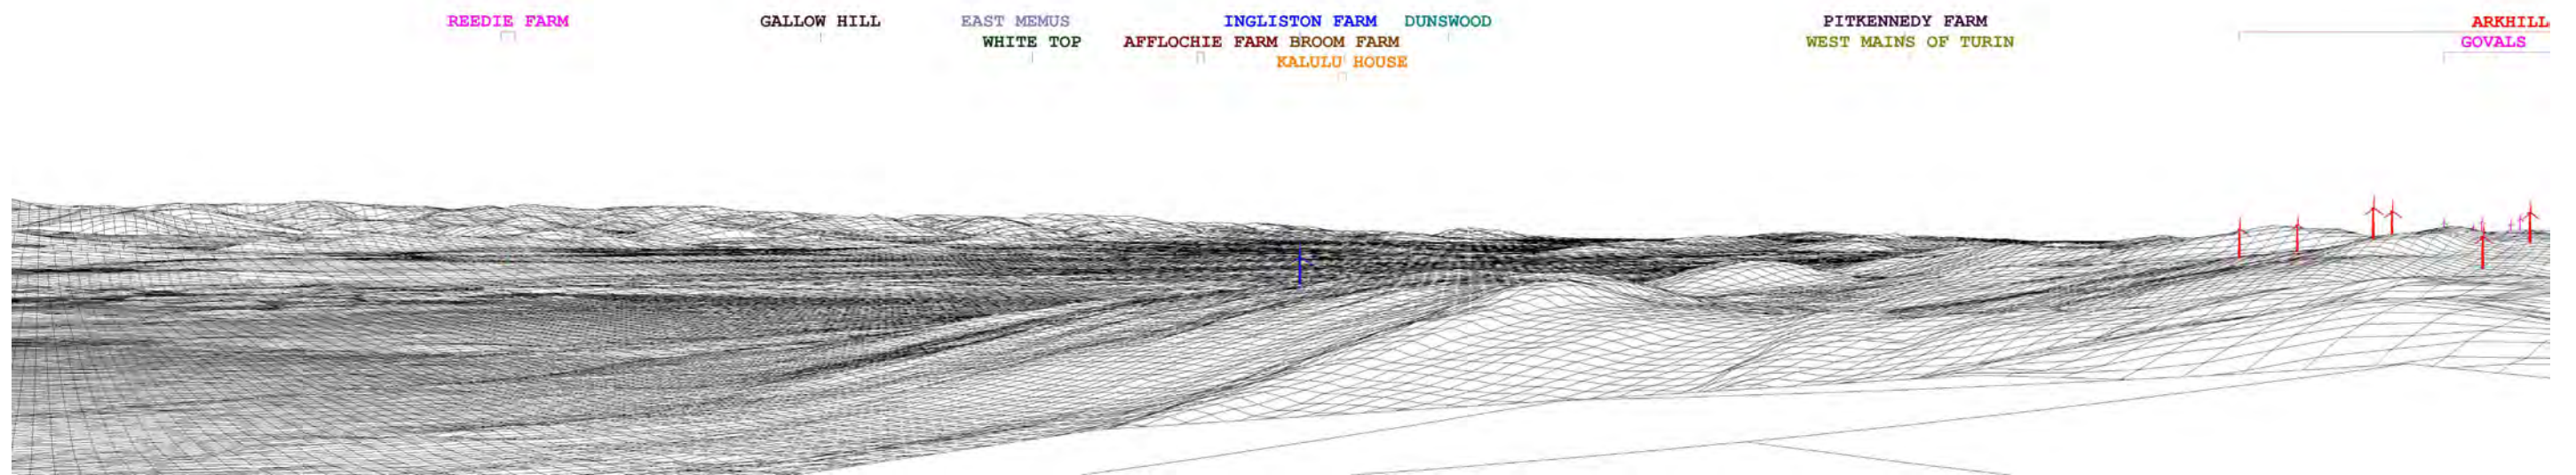 REEDIE FARM GALLOW HILL EAST MEMUS INGLISTON FARM DUNSWOOD PITKENNEDY FARM ARKHILL
WHITE TOP AFFLOCHIE FARM BROOM FARM WEST MAINS OF TURIN GOVALS
KALULU HOUSE